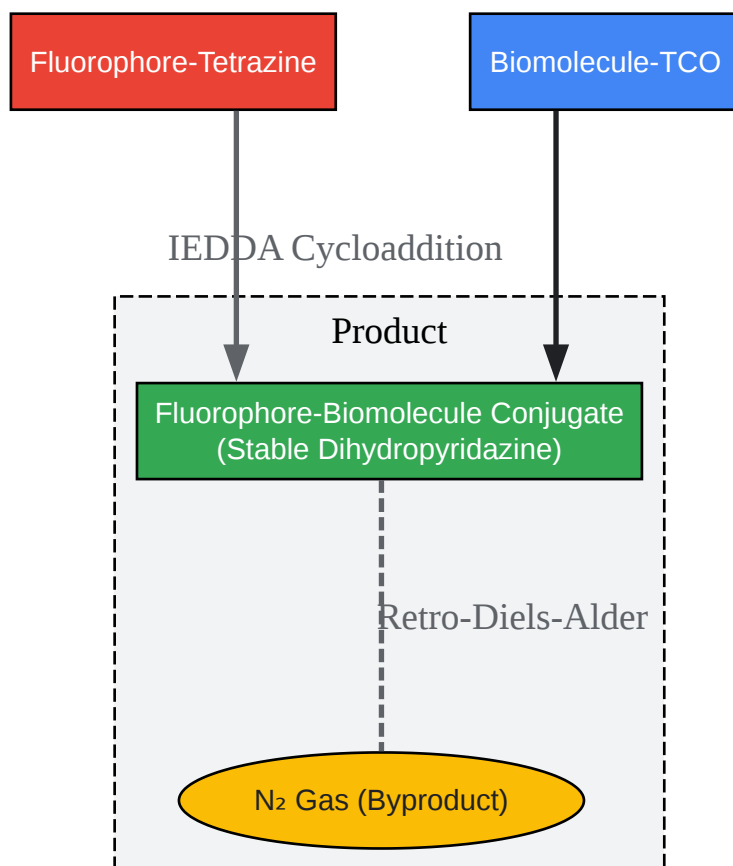 Fluorophore-Tetrazine
Biomolecule-TCO
IEDDA Cycloaddition
Product
Fluorophore-Biomolecule Conjugate
(Stable Dihydropyridazine)
Retro-Diels-Alder
N₂ Gas (Byproduct)